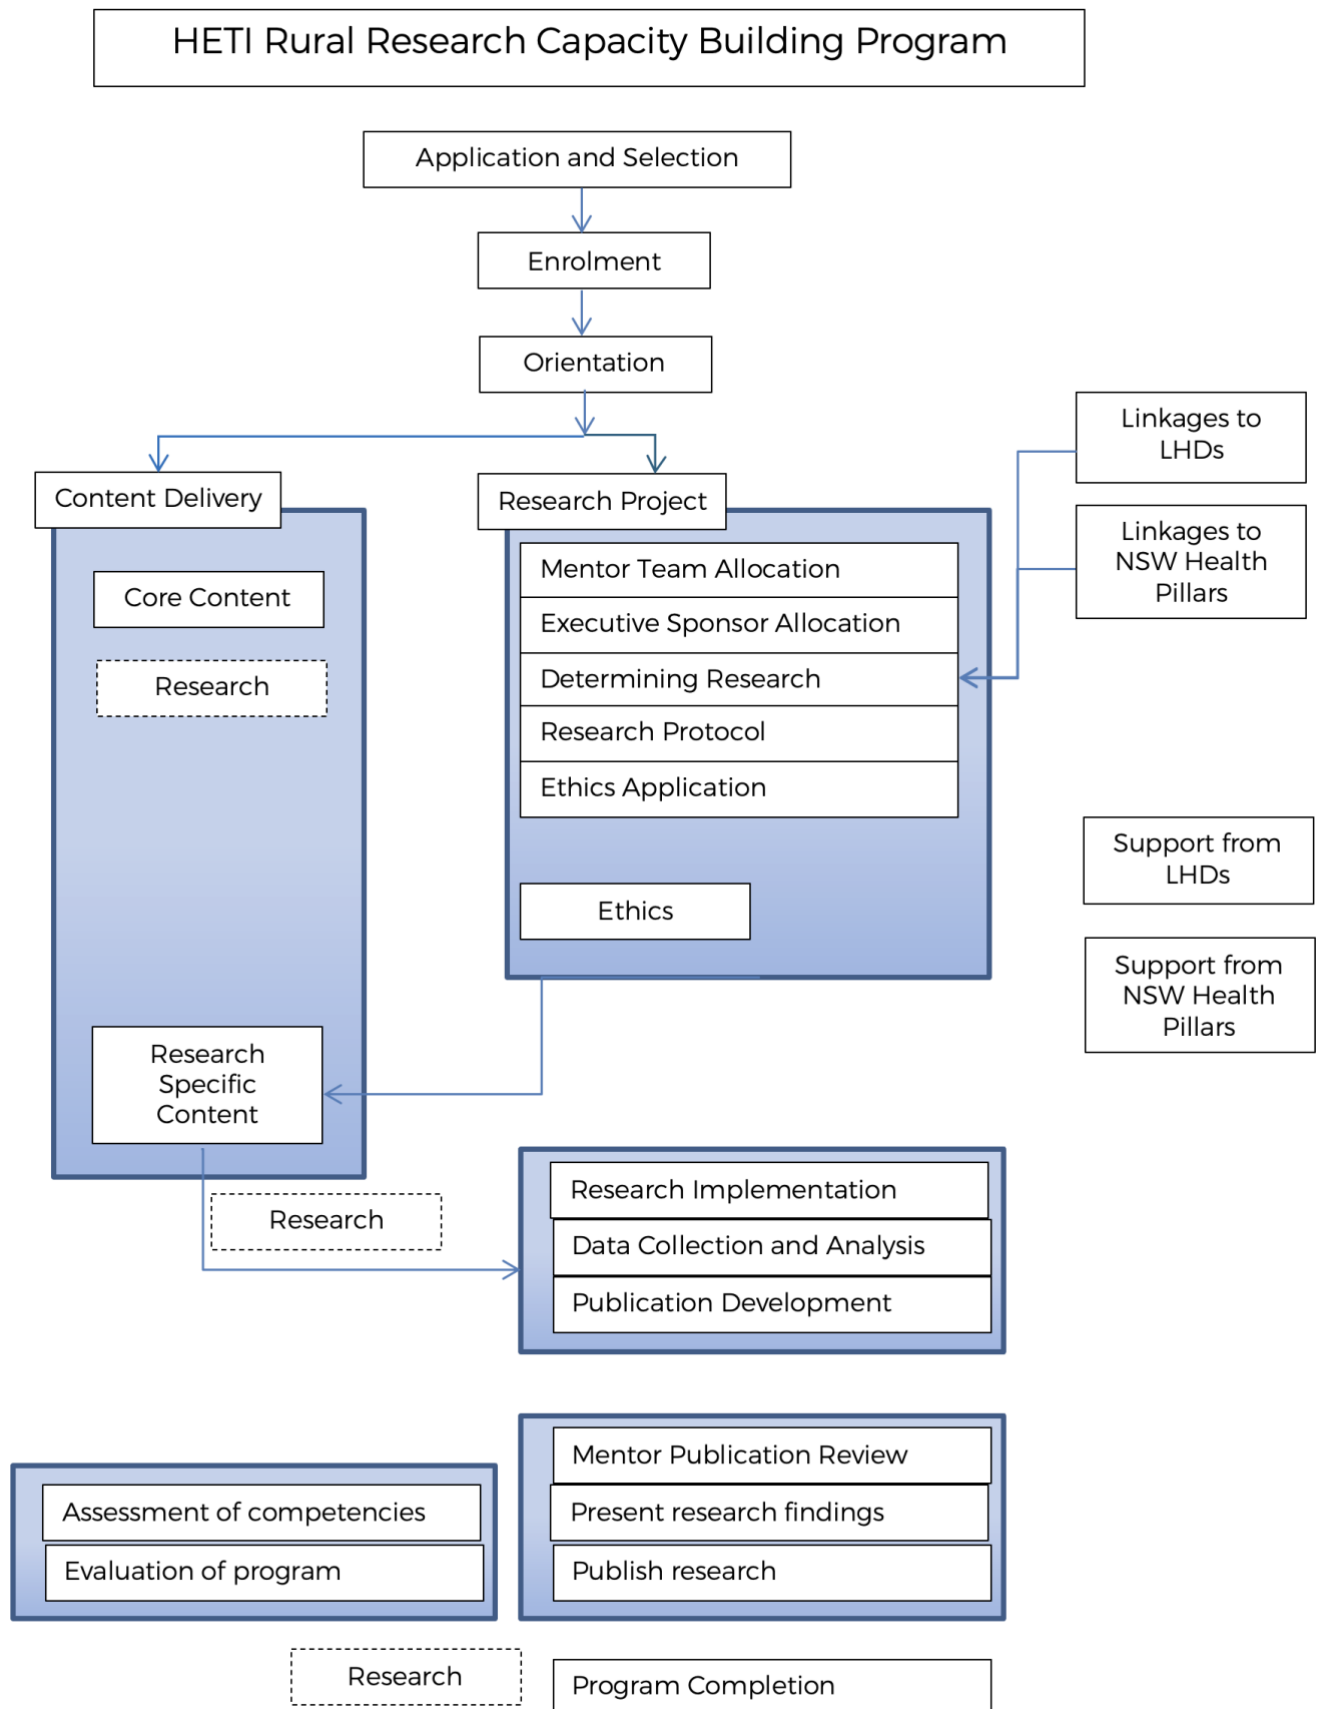 HETI Rural Research Capacity Building Program
Application and Selection
Enrolment
Orientation
Linkages to
LHDs
Linkages to
NSW Health
Pillars
Content Delivery
Core Content
Research
Research Project
Mentor Team Allocation
Executive Sponsor Allocation
Determining Research
Research Protocol
Ethics Application
Ethics
Support from
LHDs
Support from
NSW Health
Pillars
Research
Specific
Content
Research
Research Implementation
Data Collection and Analysis
Publication Development
Mentor Publication Review
Present research findings
Publish research
Assessment of competencies
Evaluation of program
Research
Program Completion